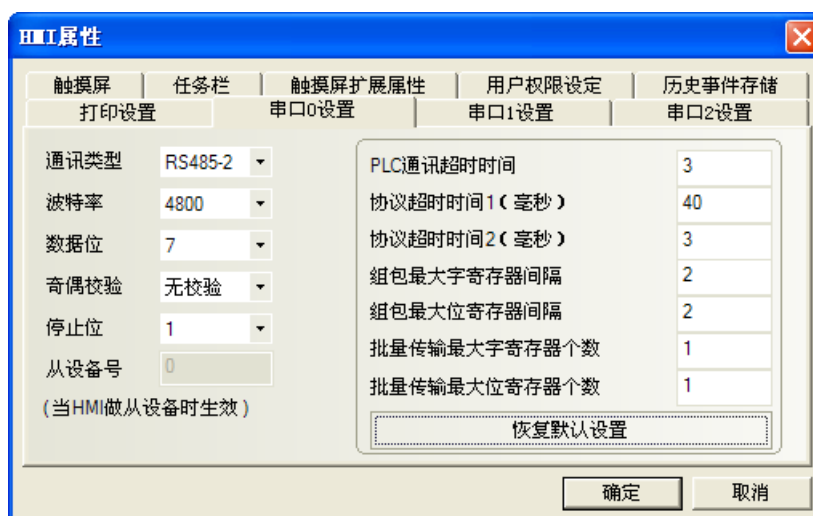 HMI属性
触摸屏 任务栏 触摸屏扩展属性 用户权限设定 历史事件存储
打印设置 串口0设置 串口1设置 串口2设置
通讯类型 RS485-2
波特率 4800
数据位 7
奇偶校验 无校验
停止位 1
从设备号 0
(当HMI做从设备时生效)
PLC通讯超时时间 3
协议超时时间1(毫秒) 40
协议超时时间2(毫秒) 3
组包最大字寄存器间隔 2
组包最大位寄存器间隔 2
批量传输最大字寄存器个数 1
批量传输最大位寄存器个数 1
恢复默认设置
确定 取消